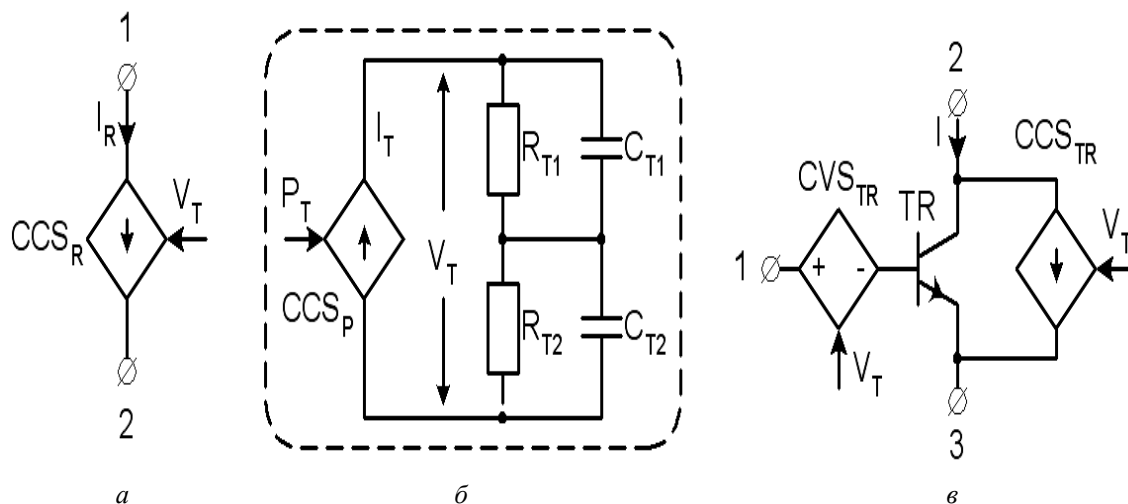 1
I_R
CCS_R
V_T
2
а
P_T
I_T
V_T
CCS_P
R_T1
C_T1
R_T2
C_T2
б
2
I
CCS_TR
CVS_TR
TR
1
+
-
V_T
V_T
3
в